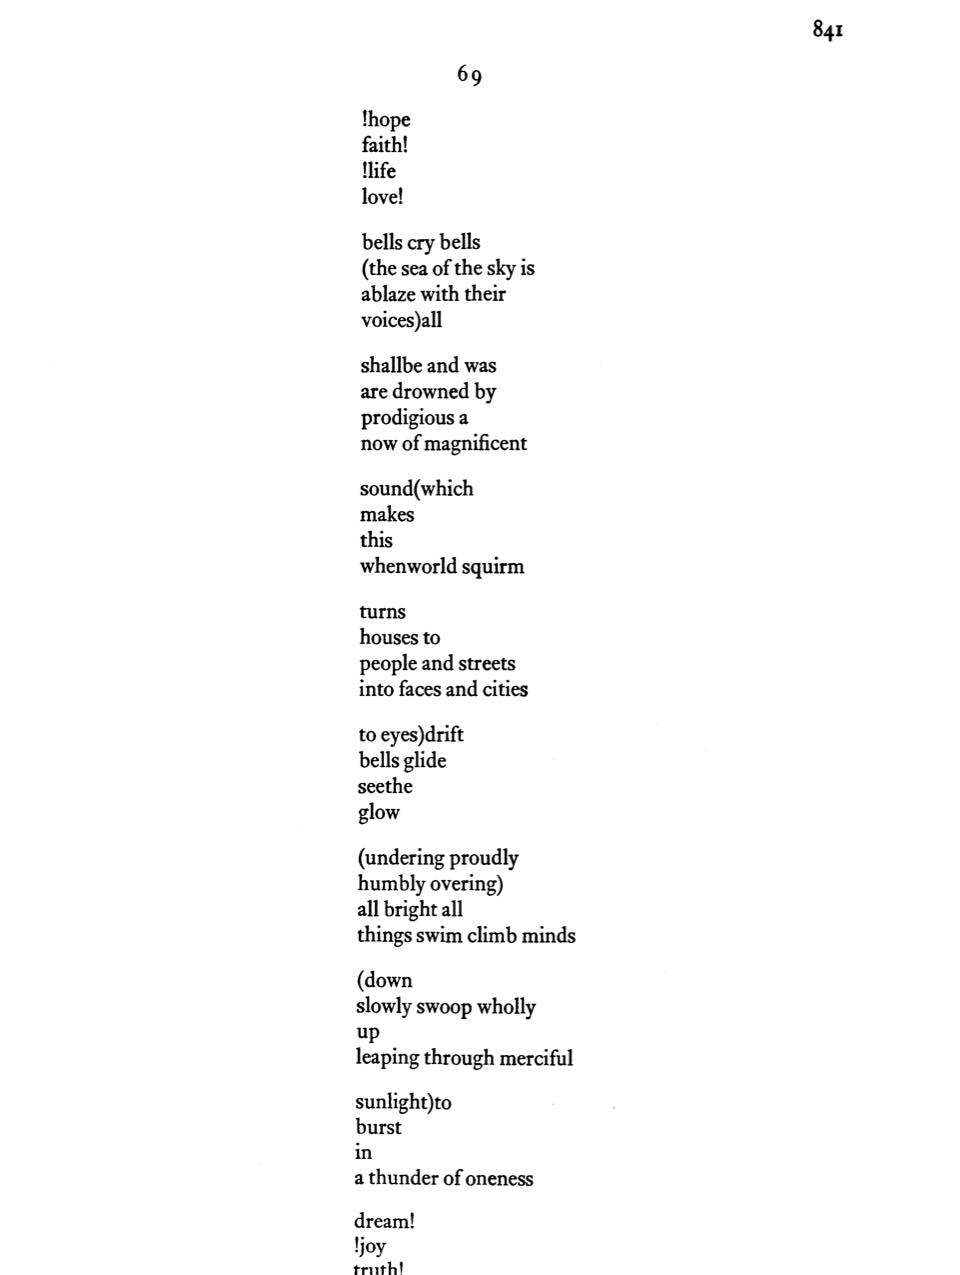 841
69
!hope
faith!
!life
love!
bells cry bells
(the sea of the sky is
ablaze with their
voices)all
shallbe and was
are drowned by
prodigious a
now of magnificent
sound(which
makes
this
whenworld squirm
turns
houses to
people and streets
into faces and cities
to eyes)drift
bells glide
seethe
glow
(undering proudly
humbly overing)
all bright all
things swim climb minds
(down
slowly swoop wholly
up
leaping through merciful
sunlight)to
burst
in
a thunder of oneness
dream!
!joy
truth!